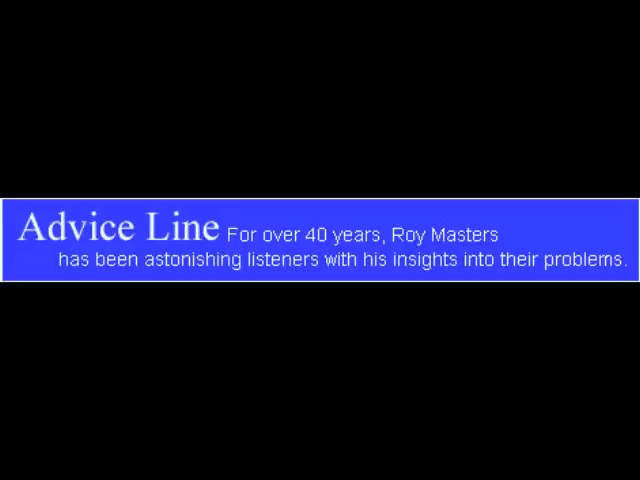 Advice Line For over 40 years, Roy Masters
has been astonishing listeners with his insights into their problems.